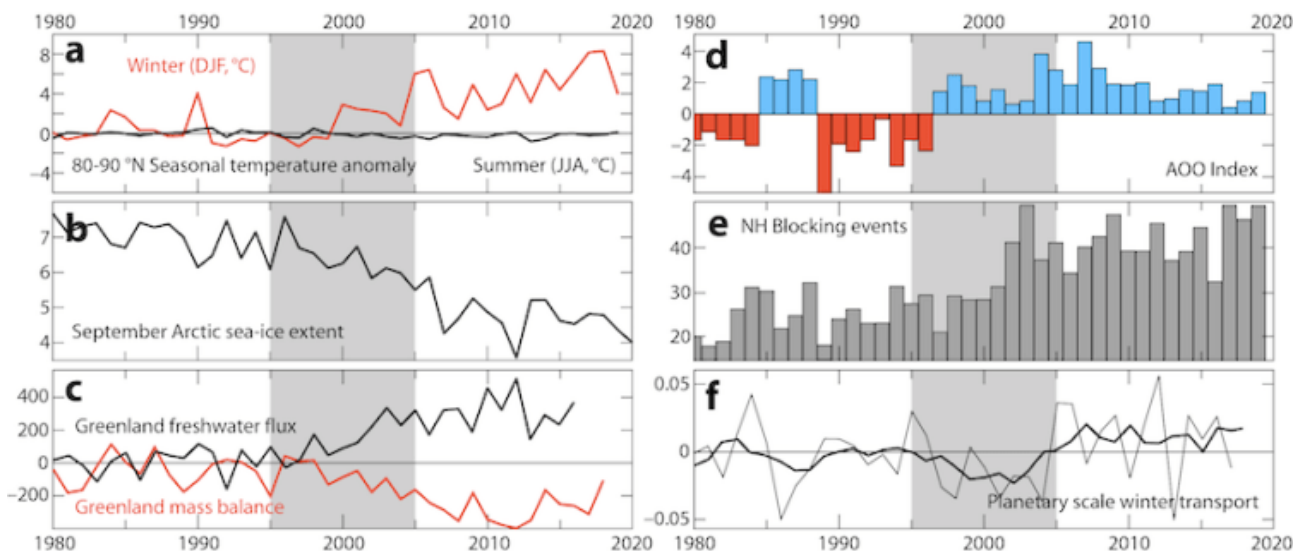 1980 1990 2000 2010 2020
a
8
4
0
−4
Winter (DJF, °C)
80-90 °N Seasonal temperature anomaly
Summer (JJA, °C)
b
7
6
5
4
September Arctic sea-ice extent
c
400
200
0
−200
Greenland freshwater flux
Greenland mass balance
1980 1990 2000 2010 2020
1980 1990 2000 2010 2020
d
4
2
0
−2
−4
AOO Index
e
40
30
20
NH Blocking events
f
0.05
0
−0.05
Planetary scale winter transport
1980 1990 2000 2010 2020